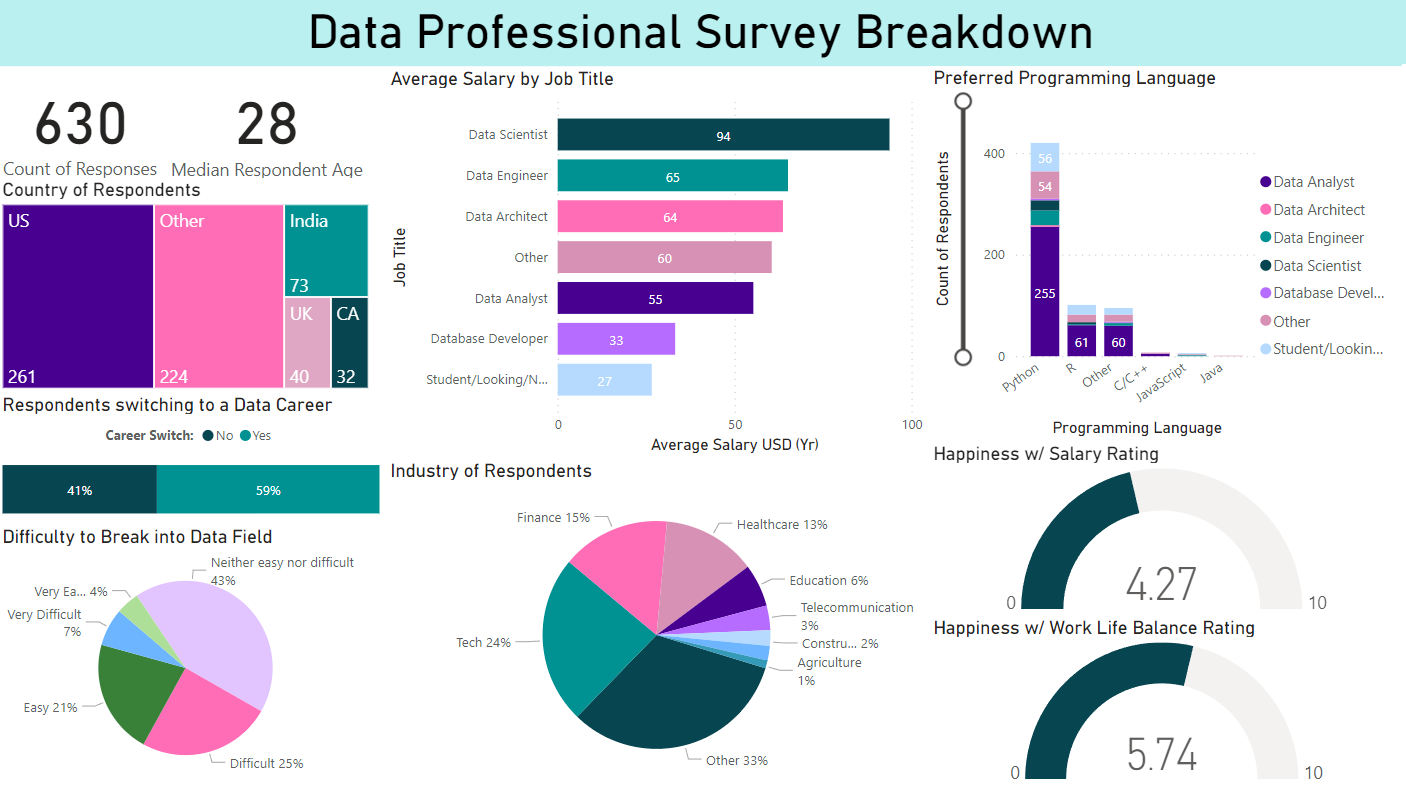 Data Professional Survey Breakdown
630
Count of Responses
28
Median Respondent Age
Country of Respondents
US
261
Other
224
India
73
UK
40
CA
32
Respondents switching to a Data Career
Career Switch: No Yes
41%
59%
Difficulty to Break into Data Field
Neither easy nor difficult
43%
Very Ea... 4%
Very Difficult
7%
Easy 21%
Difficult 25%
Average Salary by Job Title
Job Title
Data Scientist
94
Data Engineer
65
Data Architect
64
Other
60
Data Analyst
55
Database Developer
33
Student/Looking/N...
27
0
50
100
Average Salary USD (Yr)
Industry of Respondents
Finance 15%
Healthcare 13%
Education 6%
Telecommunication
3%
Constru... 2%
Agriculture
1%
Tech 24%
Other 33%
Preferred Programming Language
Count of Respondents
400
200
0
56
54
255
61
60
Python
R
Other
C/C++
JavaScript
Java
Programming Language
Data Analyst
Data Architect
Data Engineer
Data Scientist
Database Devel...
Other
Student/Lookin...
Happiness w/ Salary Rating
4.27
0
10
Happiness w/ Work Life Balance Rating
5.74
0
10